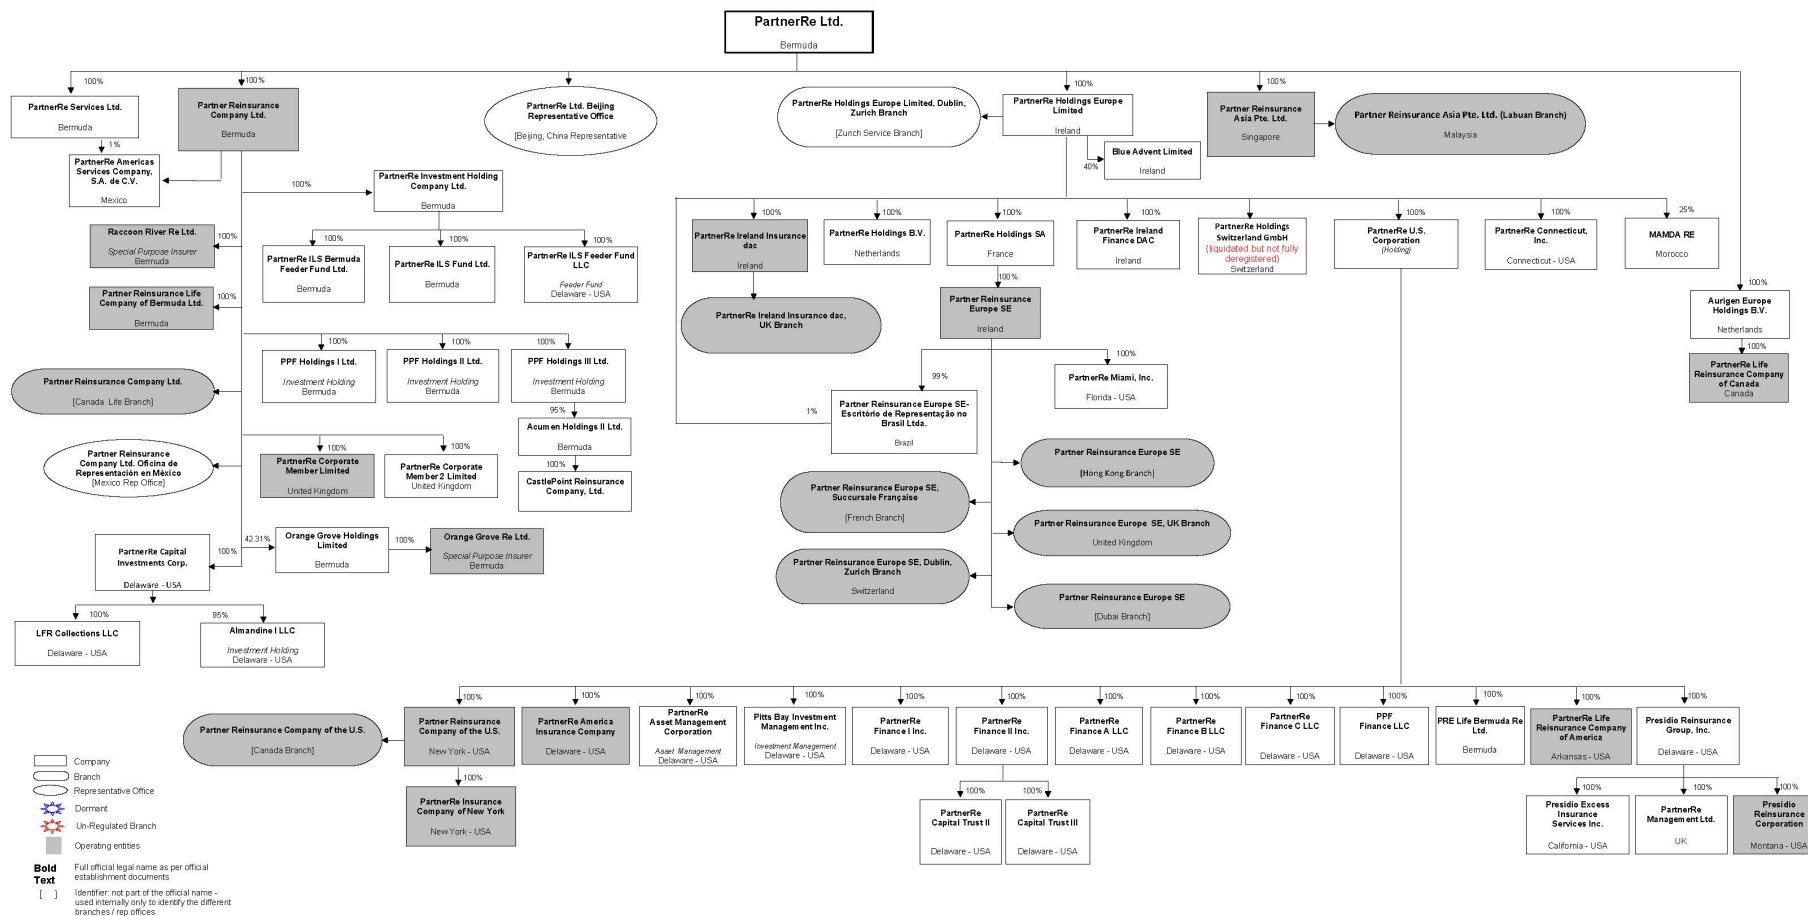 PartnerRe Ltd.
Bermuda
100%
100%
100%
100%
100%
100%
PartnerRe Services Ltd.
Bermuda
Partner Reinsurance
Company Ltd.
Bermuda
PartnerRe Ltd. Beijing
Representative Office
[Beijing, China Representative
PartnerRe Holdings Europe Limited, Dublin,
Zurich Branch
[Zurich Service Branch]
PartnerRe Holdings Europe
Limited
Ireland
Partner Reinsurance
Asia Pte. Ltd.
Singapore
Partner Reinsurance Asia Pte. Ltd. (Labuan Branch)
Malaysia
1%
PartnerRe Americas
Services Company,
S.A. de C.V.
Mexico
40%
Blue Advent Limited
Ireland
100%
PartnerRe Investment Holding
Company Ltd.
Bermuda
Raccoon River Re Ltd.
Special Purpose Insurer
Bermuda
100%
100%
100%
100%
PartnerRe ILS Bermuda
Feeder Fund Ltd.
Bermuda
PartnerRe ILS Fund Ltd.
Bermuda
PartnerRe ILS Feeder Fund
LLC
Feeder Fund
Delaware - USA
100%
100%
100%
100%
100%
100%
100%
25%
PartnerRe Ireland Insurance
dac
Ireland
PartnerRe Holdings B.V.
Netherlands
PartnerRe Holdings SA
France
PartnerRe Ireland
Finance DAC
Ireland
PartnerRe Holdings
Switzerland GmbH
(liquidated but not fully
deregistered)
Switzerland
PartnerRe U.S.
Corporation
(Holding)
PartnerRe Connecticut,
Inc.
Connecticut - USA
MAMDA RE
Morocco
Partner Reinsurance Life
Company of Bermuda Ltd.
Bermuda
100%
PartnerRe Ireland Insurance dac,
UK Branch
100%
Partner Reinsurance
Europe SE
Ireland
100%
Aurigen Europe
Holdings B.V.
Netherlands
100%
PartnerRe Life
Reinsurance Company
of Canada
Canada
100%
100%
100%
PPF Holdings I Ltd.
Investment Holding
Bermuda
PPF Holdings II Ltd.
Investment Holding
Bermuda
PPF Holdings III Ltd.
Investment Holding
Bermuda
Partner Reinsurance Company Ltd.
[Canada Life Branch]
99%
100%
PartnerRe Miami, Inc.
Florida - USA
1%
Partner Reinsurance Europe SE-
Escritório de Representação no
Brasil Ltda.
Brazil
95%
Acumen Holdings II Ltd.
Bermuda
100%
CastlePoint Reinsurance
Company, Ltd.
Partner Reinsurance
Company Ltd. Oficina de
Representación en México
[Mexico Rep Office]
100%
100%
PartnerRe Corporate
Member Limited
United Kingdom
PartnerRe Corporate
Member 2 Limited
United Kingdom
Partner Reinsurance Europe SE
[Hong Kong Branch]
Partner Reinsurance Europe SE,
Succursale Française
[French Branch]
Partner Reinsurance Europe SE, UK Branch
United Kingdom
Partner Reinsurance Europe SE, Dublin,
Zurich Branch
Switzerland
Partner Reinsurance Europe SE
[Dubai Branch]
PartnerRe Capital
Investments Corp.
Delaware - USA
100%
42.31%
Orange Grove Holdings
Limited
Bermuda
100%
Orange Grove Re Ltd.
Special Purpose Insurer
Bermuda
100%
95%
LFR Collections LLC
Delaware - USA
Almandine I LLC
Investment Holding
Delaware - USA
100%
100%
100%
100%
100%
100%
100%
100%
100%
100%
100%
100%
100%
Partner Reinsurance Company of the U.S.
[Canada Branch]
Partner Reinsurance
Company of the U.S.
New York - USA
PartnerRe America
Insurance Company
Delaware - USA
PartnerRe
Asset Management
Corporation
Asset Management
Delaware - USA
Pitts Bay Investment
Management Inc.
Investment Management
Delaware - USA
PartnerRe
Finance I Inc.
Delaware - USA
PartnerRe
Finance II Inc.
Delaware - USA
PartnerRe
Finance A LLC
Delaware - USA
PartnerRe
Finance B LLC
Delaware - USA
PartnerRe
Finance C LLC
Delaware - USA
PPF
Finance LLC
Delaware - USA
PRE Life Bermuda Re
Ltd.
Bermuda
PartnerRe Life
Reinsurance Company
of America
Arkansas - USA
Presidio Reinsurance
Group, Inc.
Delaware - USA
100%
PartnerRe Insurance
Company of New York
New York - USA
100%
100%
PartnerRe
Capital Trust II
Delaware - USA
PartnerRe
Capital Trust III
Delaware - USA
100%
100%
100%
Presidio Excess
Insurance
Services Inc.
California - USA
PartnerRe
Management Ltd.
UK
Presidio
Reinsurance
Corporation
Montana - USA
Company
Branch
Representative Office
Dormant
Un-Regulated Branch
Operating entities
Bold
Text
Full official legal name as per official
establishment documents
[ ]
Identifier: not part of the official name -
used internally only to identify the different
branches / rep offices